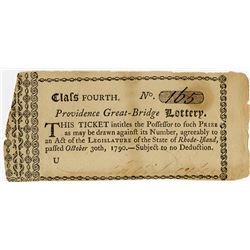 Claſs FOURTH. No. 165
Providence Great-Bridge Lottery.
THIS TICKET intitles the Poſſeſſor to ſuch PRIZE
as may be drawn againſt its Number, agreeably to
an Act of the LEGISLATURE of the State of Rhode-Iſland,
paſſed October 30th, 1790.—Subject to no Deduction.
U